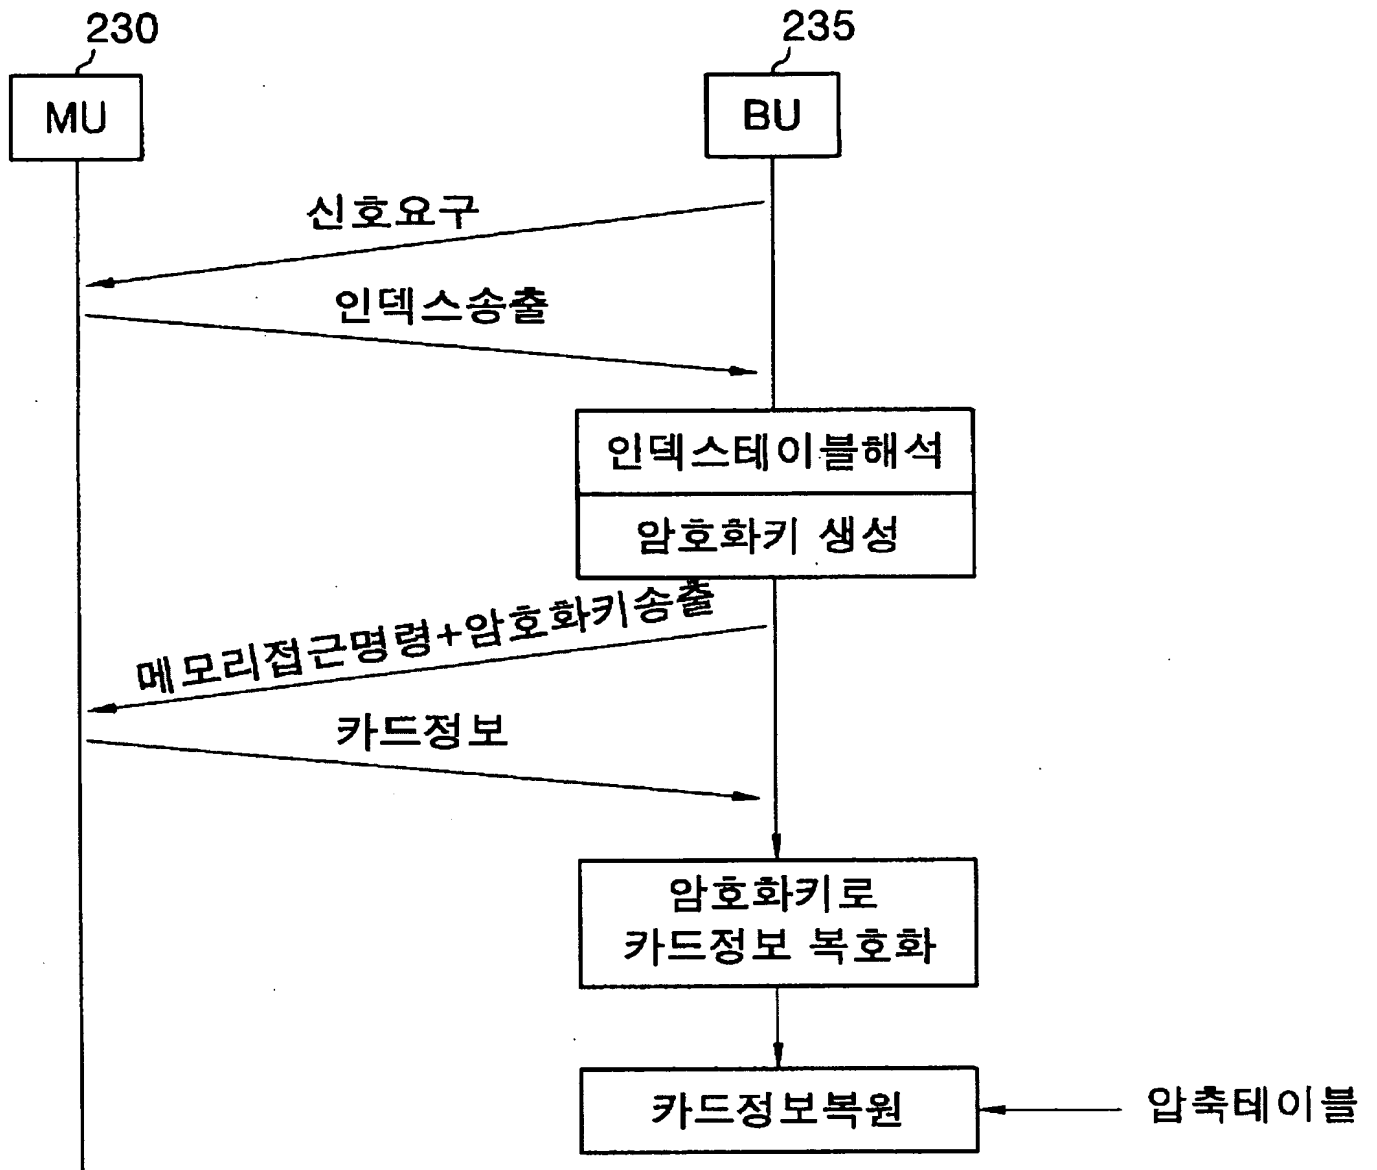 230
235
MU
BU
신호요구
인덱스송출
인덱스테이블해석
암호화키 생성
메모리접근명령+암호화키송출
카드정보
암호화키로
카드정보 복호화
카드정보복원
압축테이블